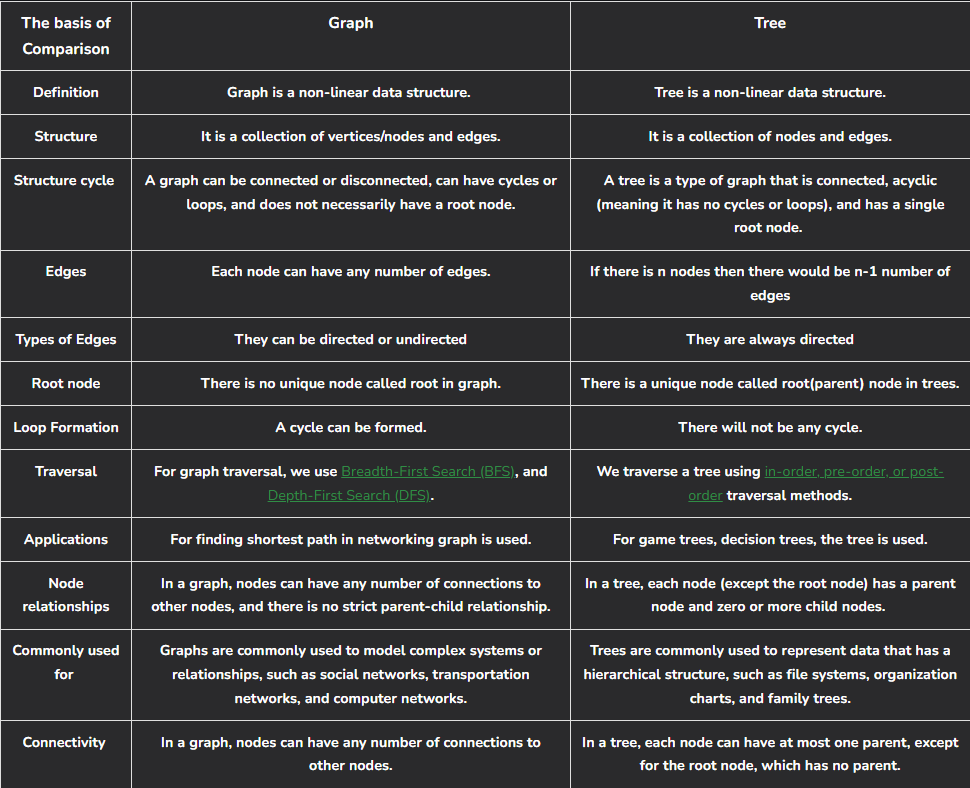 The basis of
Comparison
Graph
Tree
Definition
Graph is a non-linear data structure.
Tree is a non-linear data structure.
Structure
It is a collection of vertices/nodes and edges.
It is a collection of nodes and edges.
Structure cycle
A graph can be connected or disconnected, can have cycles or
loops, and does not necessarily have a root node.
A tree is a type of graph that is connected, acyclic
(meaning it has no cycles or loops), and has a single
root node.
Edges
Each node can have any number of edges.
If there is n nodes then there would be n-1 number of
edges
Types of Edges
They can be directed or undirected
They are always directed
Root node
There is no unique node called root in graph.
There is a unique node called root(parent) node in trees.
Loop Formation
A cycle can be formed.
There will not be any cycle.
Traversal
For graph traversal, we use Breadth-First Search (BFS), and
Depth-First Search (DFS).
We traverse a tree using in-order, pre-order, or post-
order traversal methods.
Applications
For finding shortest path in networking graph is used.
For game trees, decision trees, the tree is used.
Node
relationships
In a graph, nodes can have any number of connections to
other nodes, and there is no strict parent-child relationship.
In a tree, each node (except the root node) has a parent
node and zero or more child nodes.
Commonly used
for
Graphs are commonly used to model complex systems or
relationships, such as social networks, transportation
networks, and computer networks.
Trees are commonly used to represent data that has a
hierarchical structure, such as file systems, organization
charts, and family trees.
Connectivity
In a graph, nodes can have any number of connections to
other nodes.
In a tree, each node can have at most one parent, except
for the root node, which has no parent.